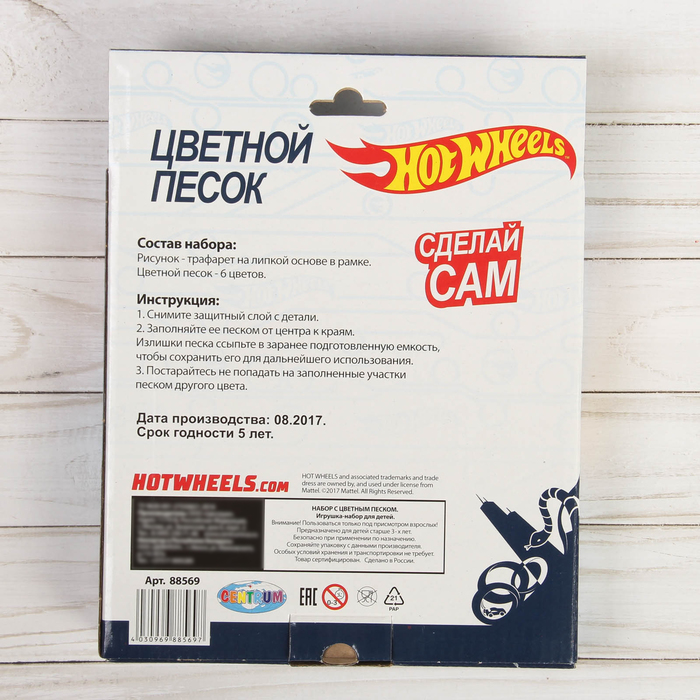 ЦВЕТНОЙ
ПЕСОК
HOT WHEELS
СДЕЛАЙ
САМ
Состав набора:
Рисунок - трафарет на липкой основе в рамке.
Цветной песок - 6 цветов.
Инструкция:
1. Снимите защитный слой с детали.
2. Заполняйте ее песком от центра к краям.
Излишки песка ссыпьте в заранее подготовленную емкость,
чтобы сохранить его для дальнейшего использования.
3. Постарайтесь не попадать на заполненные участки
песком другого цвета.
Дата производства: 08.2017.
Срок годности 5 лет.
HOTWHEELS.COM
HOT WHEELS and associated trademarks and trade
dress are owned by, and used under license from
Mattel. ©2017 Mattel. All Rights Reserved.
НАБОР С ЦВЕТНЫМ ПЕСКОМ.
Игрушка-набор для детей.
Внимание! Пользоваться только под присмотром взрослых!
Предназначено для детей старше 3- х лет.
Безопасно при применении по назначению.
Сохраняйте упаковку с данными производителя
Особых условий хранения и транспортировки не требует
Товар сертифицирован. Сделано в России
Арт. 88569
4 030969 885697
CENTRUM
EAC
0-3
21
PAP